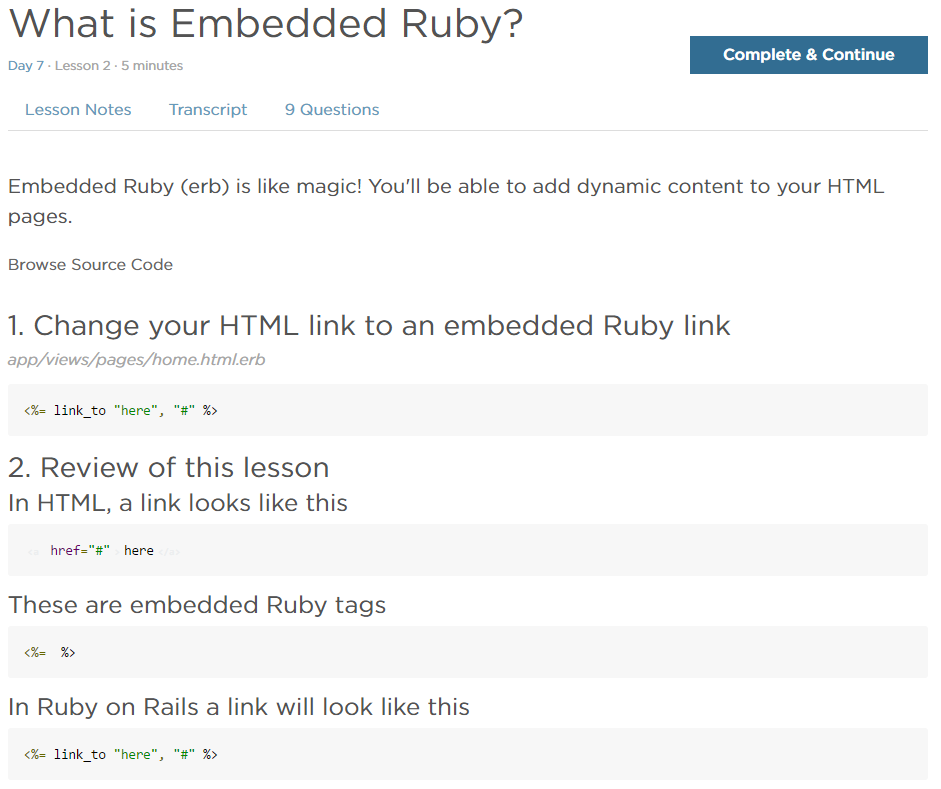 What is Embedded Ruby?
Day 7 · Lesson 2 · 5 minutes
Complete & Continue
Lesson Notes
Transcript
9 Questions
Embedded Ruby (erb) is like magic! You'll be able to add dynamic content to your HTML
pages.
Browse Source Code
1. Change your HTML link to an embedded Ruby link
app/views/pages/home.html.erb
<%= link_to "here", "#" %>
2. Review of this lesson
In HTML, a link looks like this
<a href="#">here</a>
These are embedded Ruby tags
<%=  %>
In Ruby on Rails a link will look like this
<%= link_to "here", "#" %>